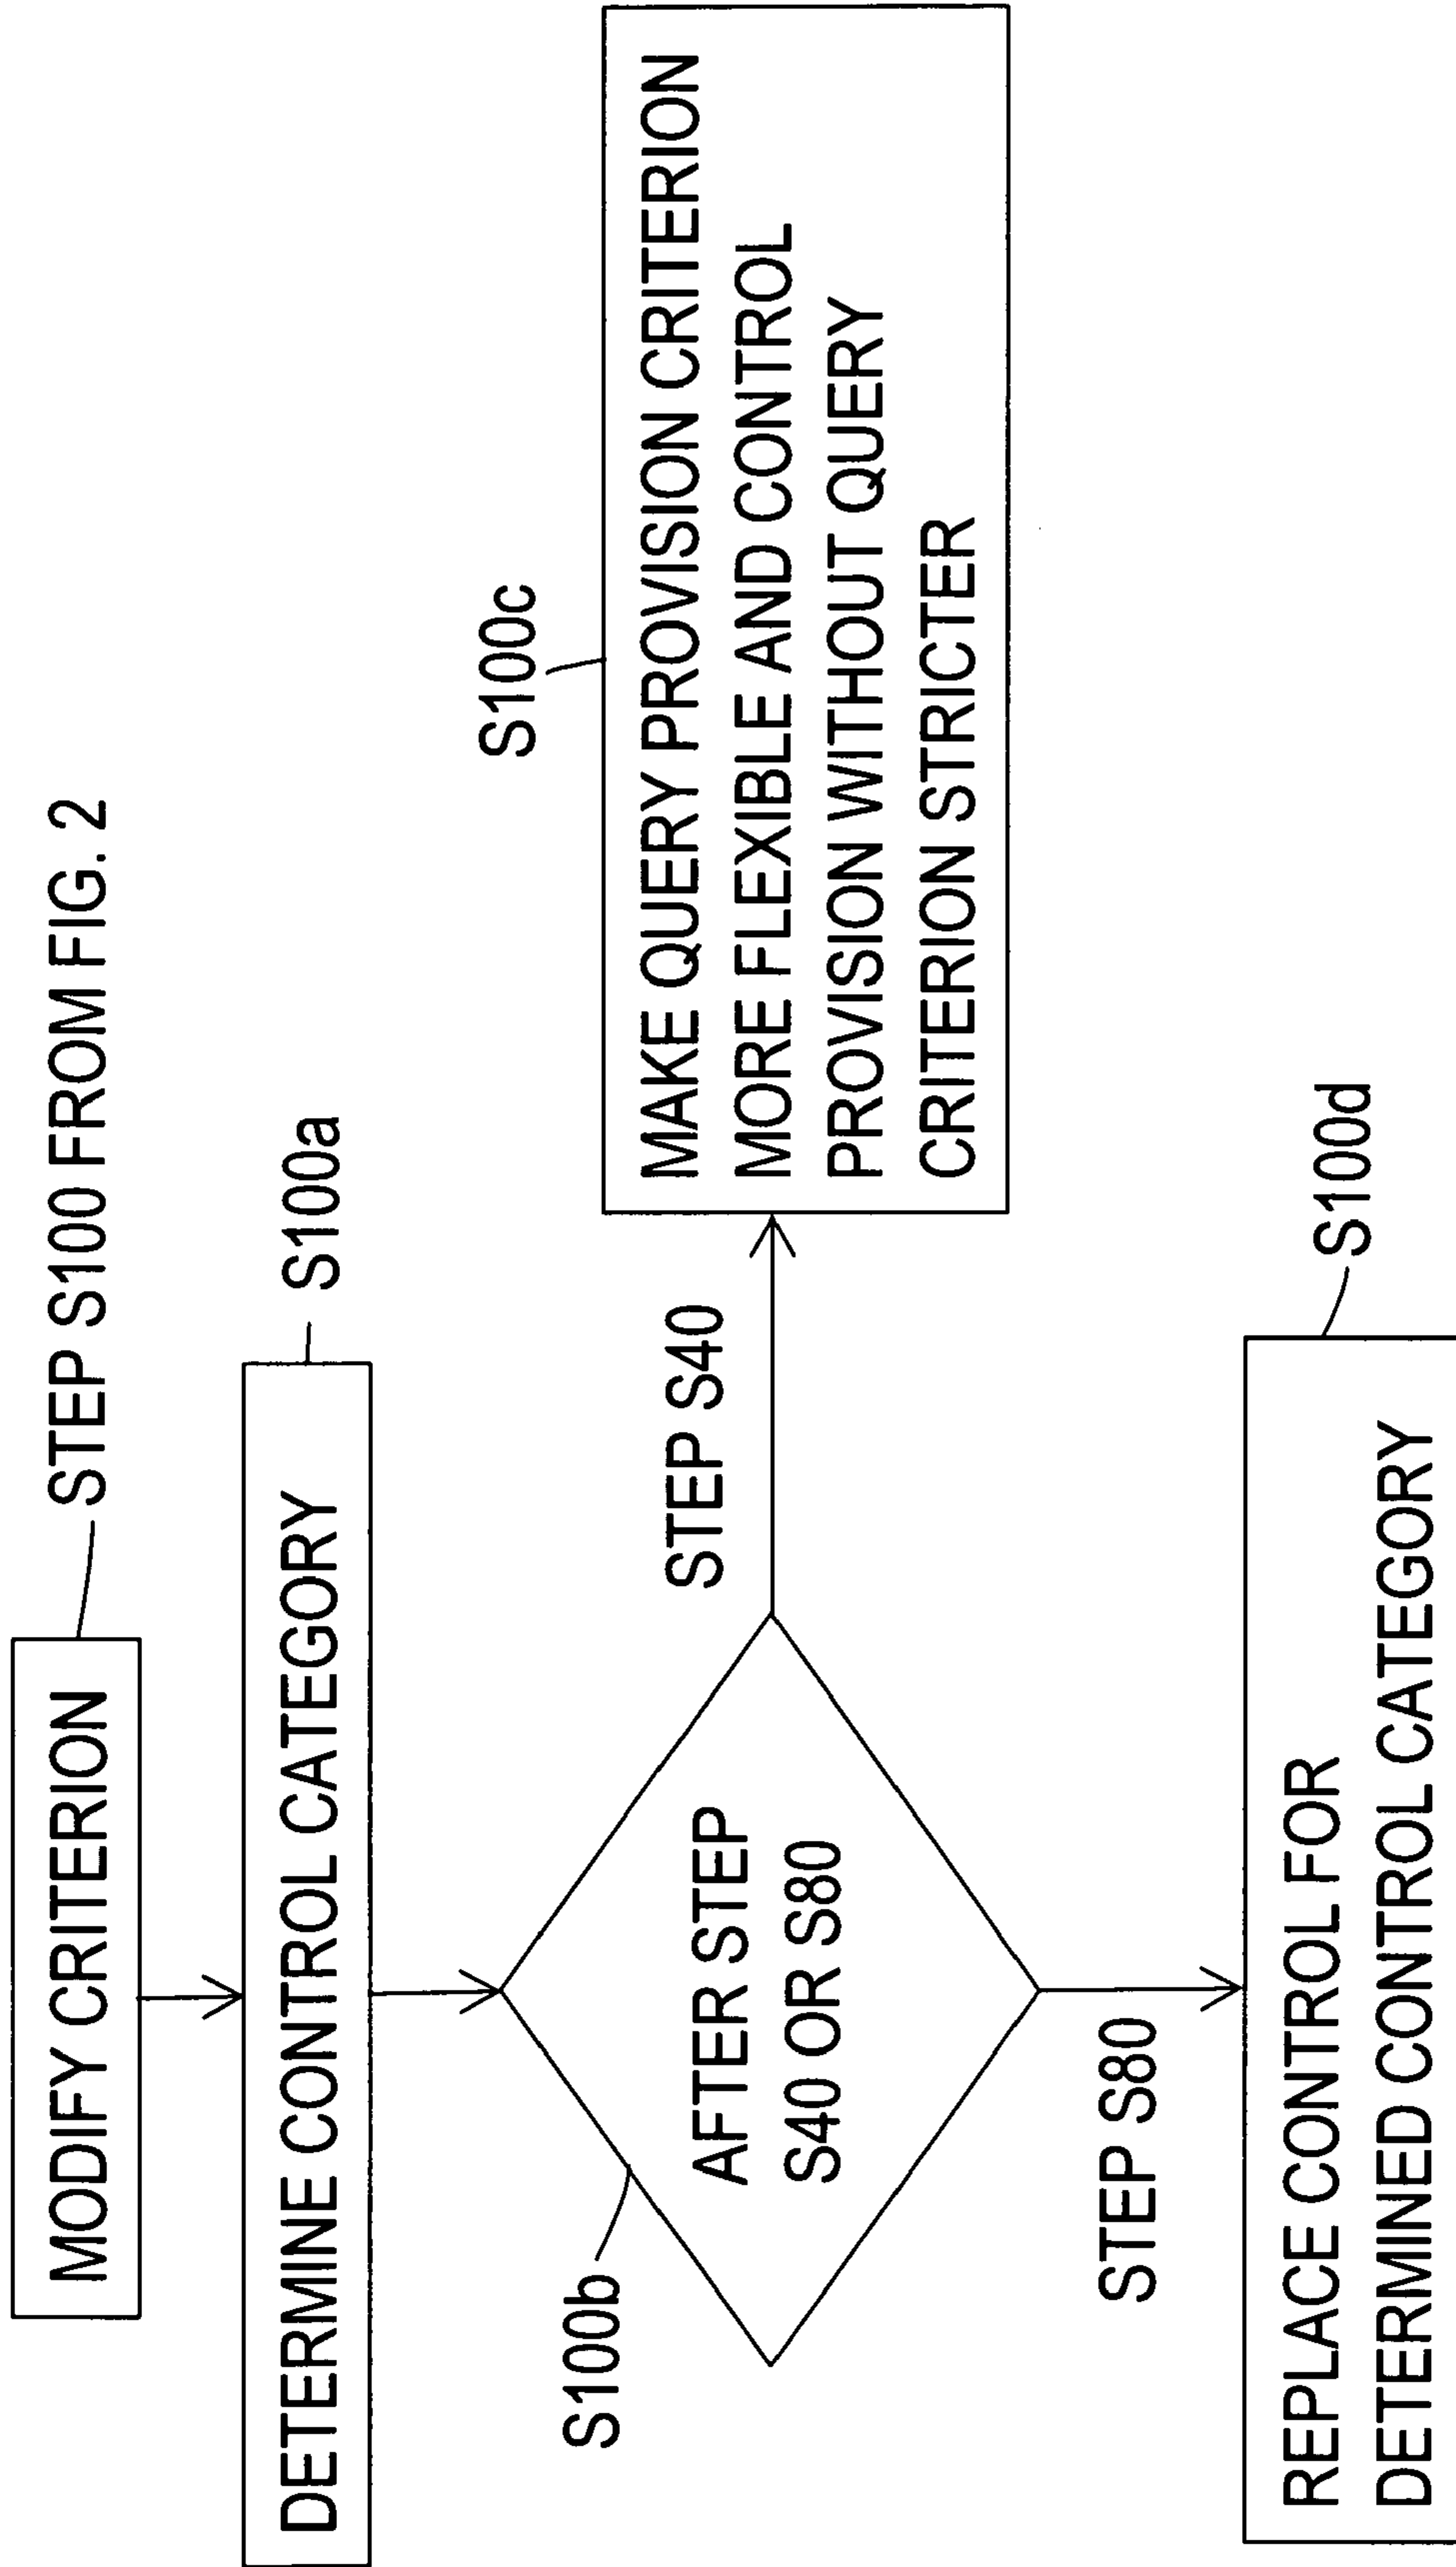 MODIFY CRITERION
STEP S100 FROM FIG. 2
DETERMINE CONTROL CATEGORY
S100a
S100b
AFTER STEP
S40 OR S80
STEP S40
S100c
MAKE QUERY PROVISION CRITERION
MORE FLEXIBLE AND CONTROL
PROVISION WITHOUT QUERY
CRITERION STRICTER
STEP S80
S100d
REPLACE CONTROL FOR
DETERMINED CONTROL CATEGORY